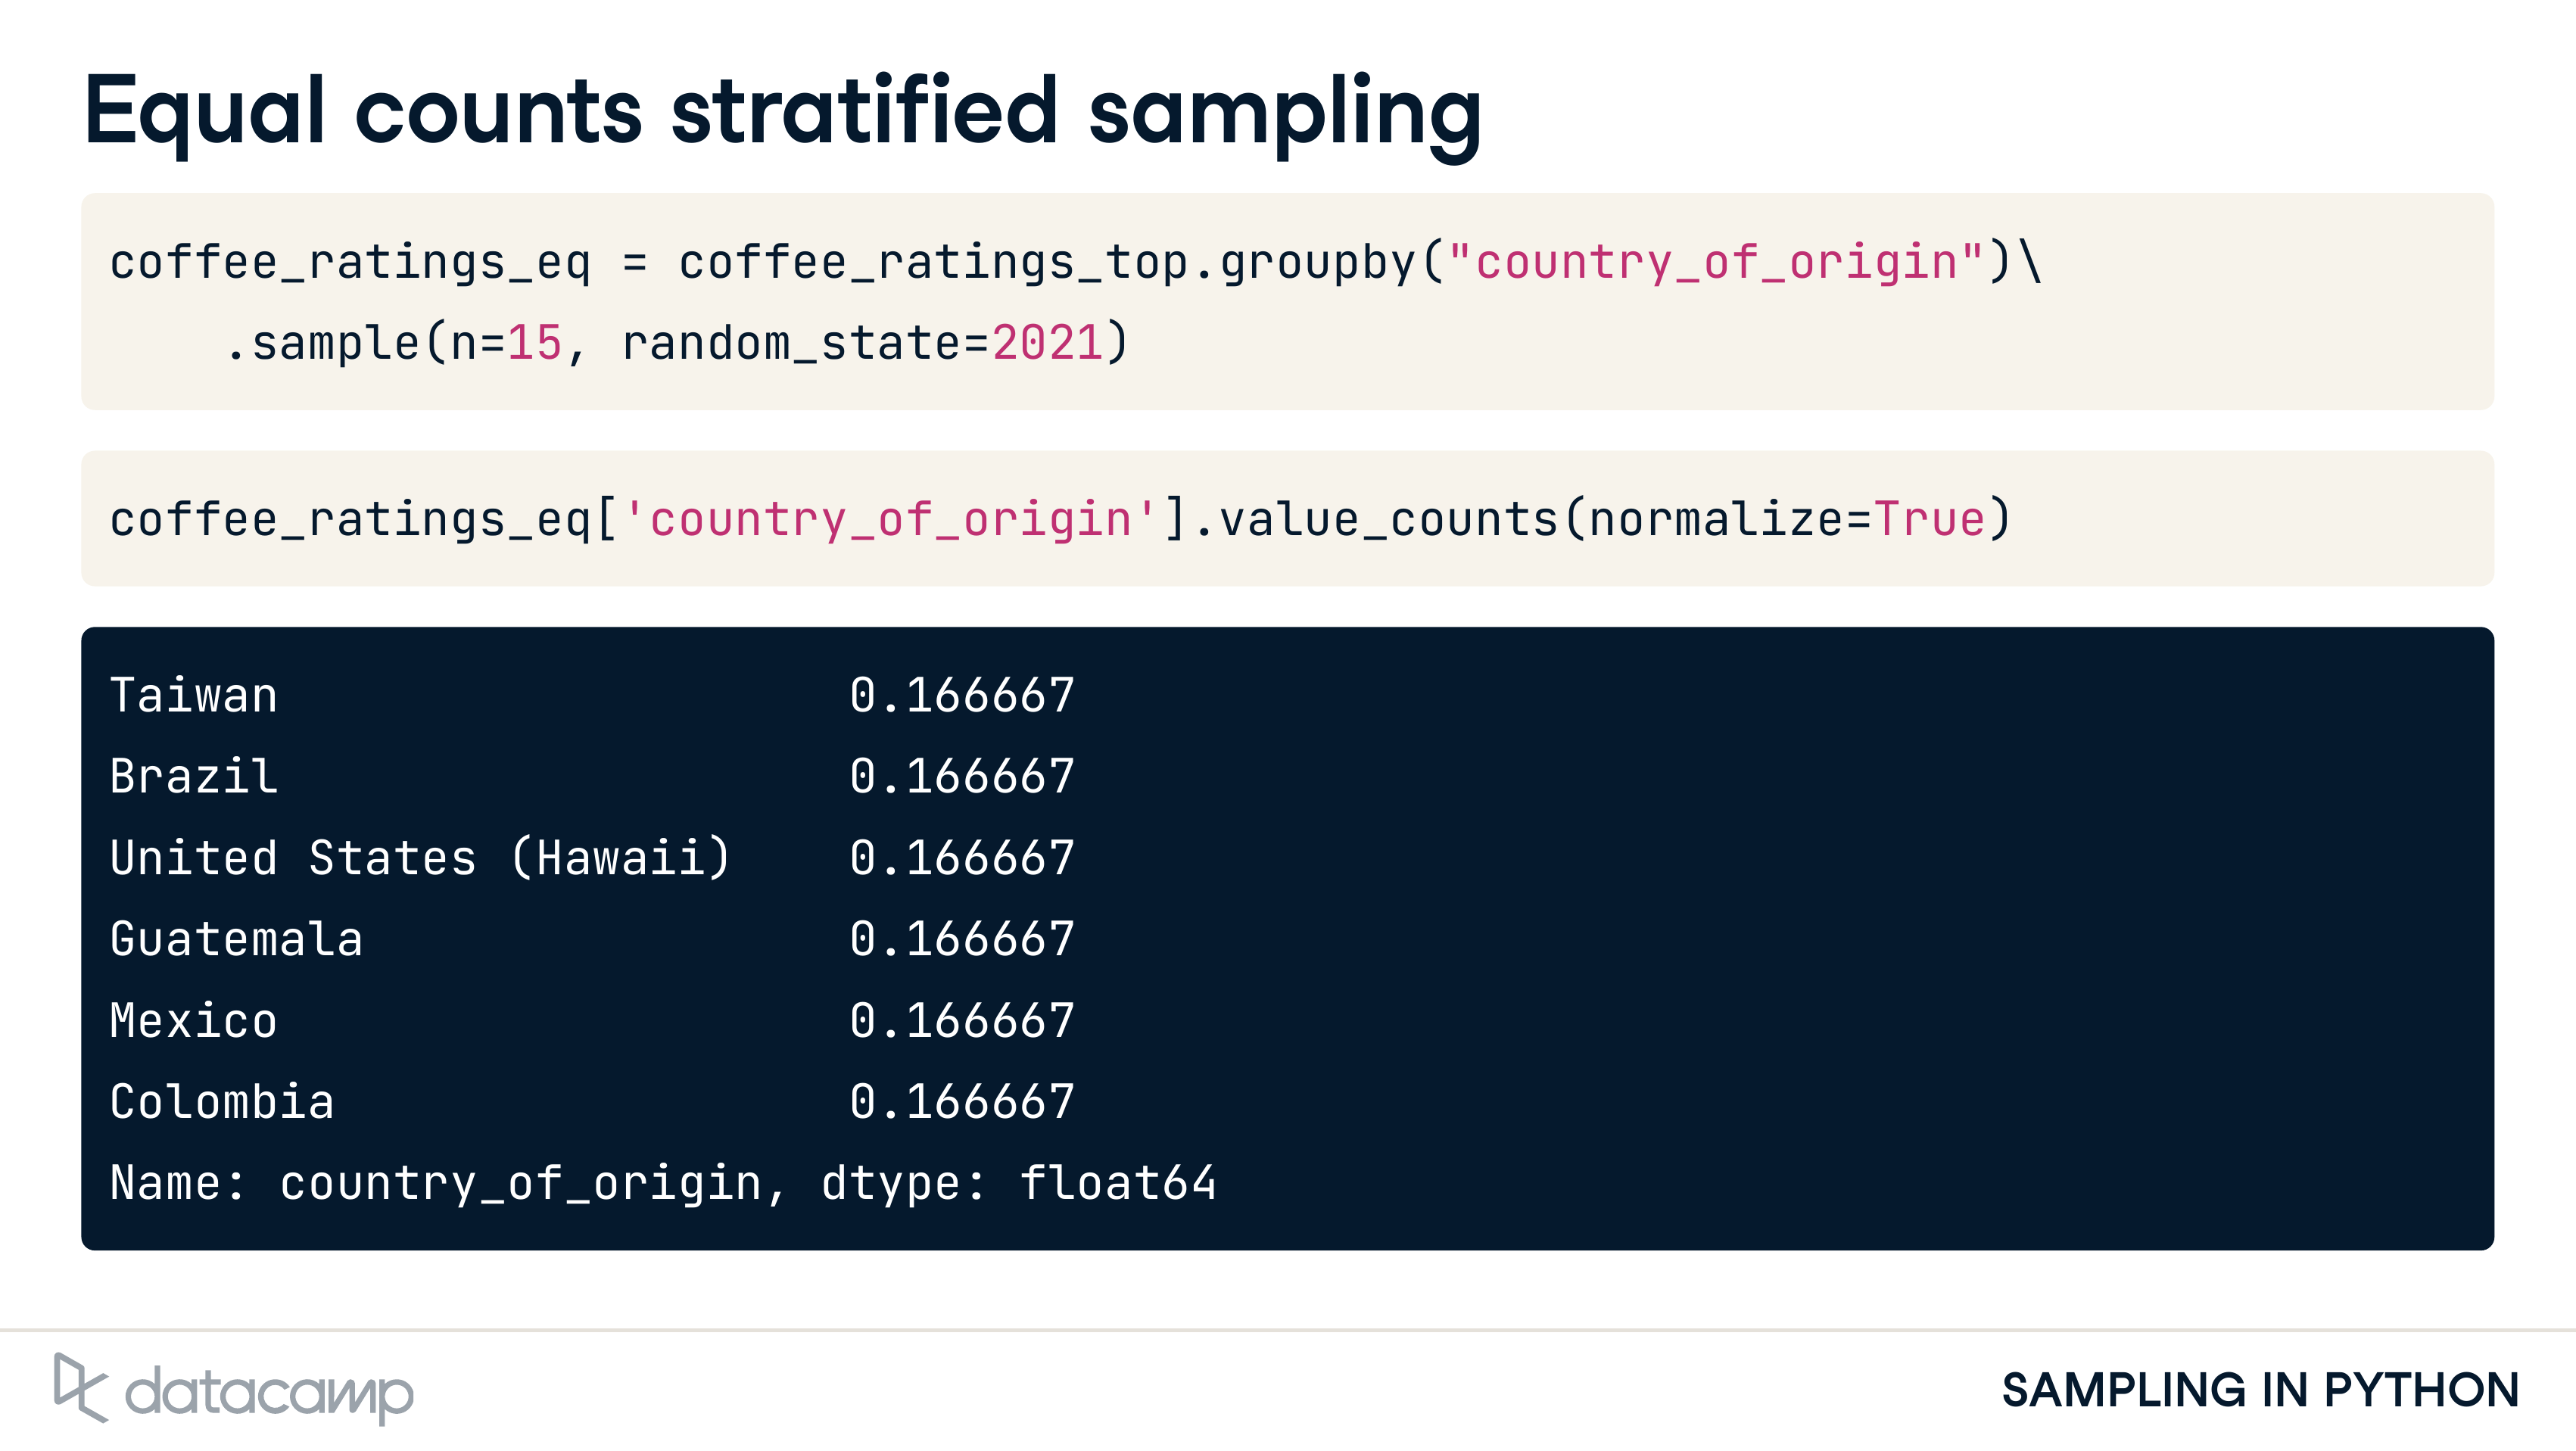 Equal counts stratified sampling
coffee_ratings_eq = coffee_ratings_top.groupby("country_of_origin")\
    .sample(n=15, random_state=2021)
coffee_ratings_eq['country_of_origin'].value_counts(normalize=True)
Taiwan                    0.166667
Brazil                    0.166667
United States (Hawaii)    0.166667
Guatemala                 0.166667
Mexico                    0.166667
Colombia                  0.166667
Name: country_of_origin, dtype: float64
datacamp
SAMPLING IN PYTHON